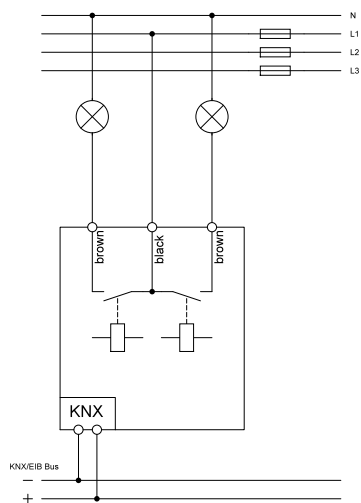 N
L1
L2
L3
brown
black
brown
KNX
KNX/EIB Bus
−
+